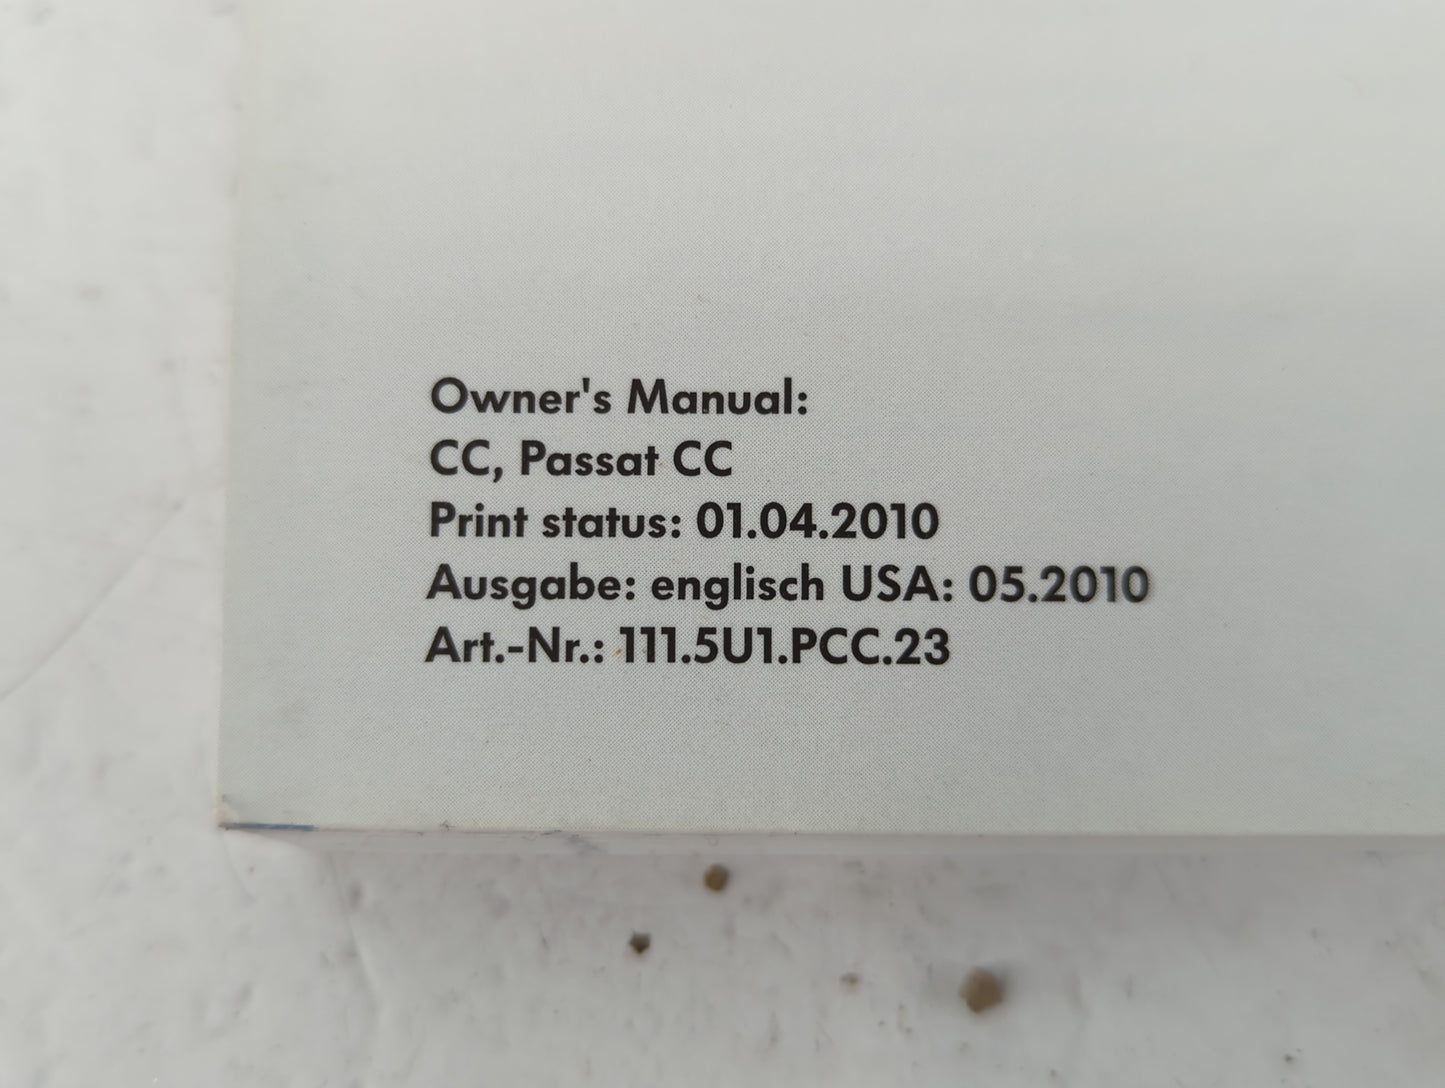 Owner's Manual:
CC, Passat CC
Print status: 01.04.2010
Ausgabe: englisch USA: 05.2010
Art.-Nr.: 111.5U1.PCC.23